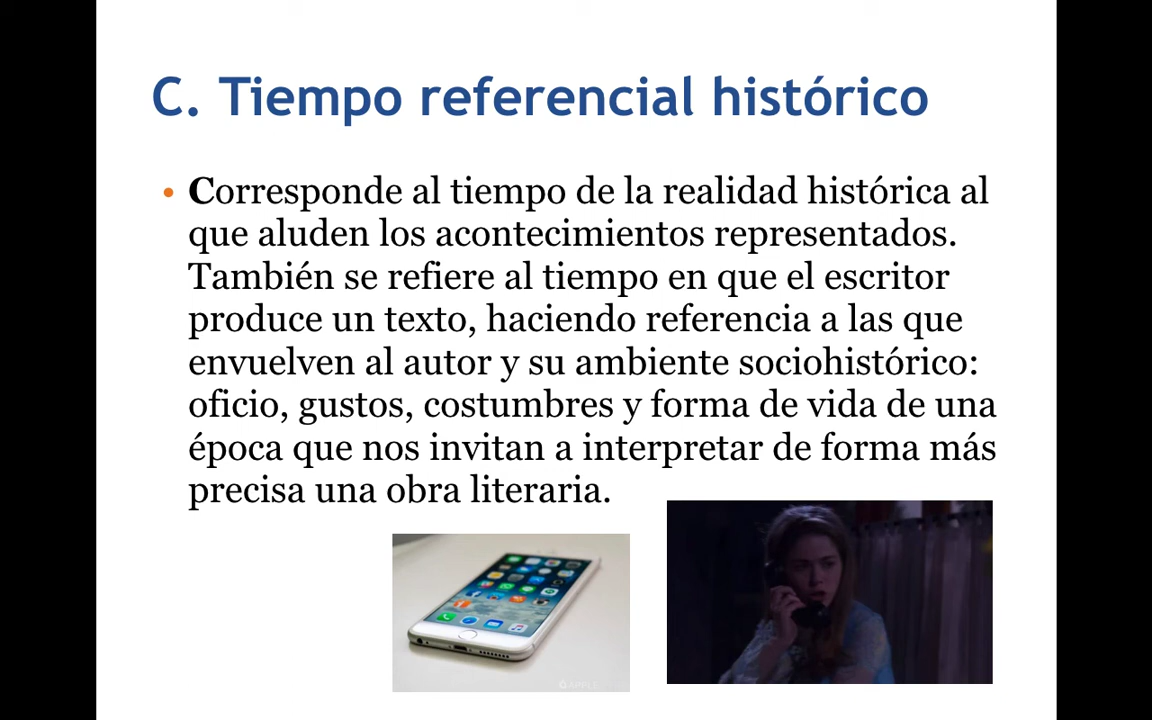 C. Tiempo referencial histórico
• Corresponde al tiempo de la realidad histórica al
que aluden los acontecimientos representados.
También se refiere al tiempo en que el escritor
produce un texto, haciendo referencia a las que
envuelven al autor y su ambiente sociohistórico:
oficio, gustos, costumbres y forma de vida de una
época que nos invitan a interpretar de forma más
precisa una obra literaria.